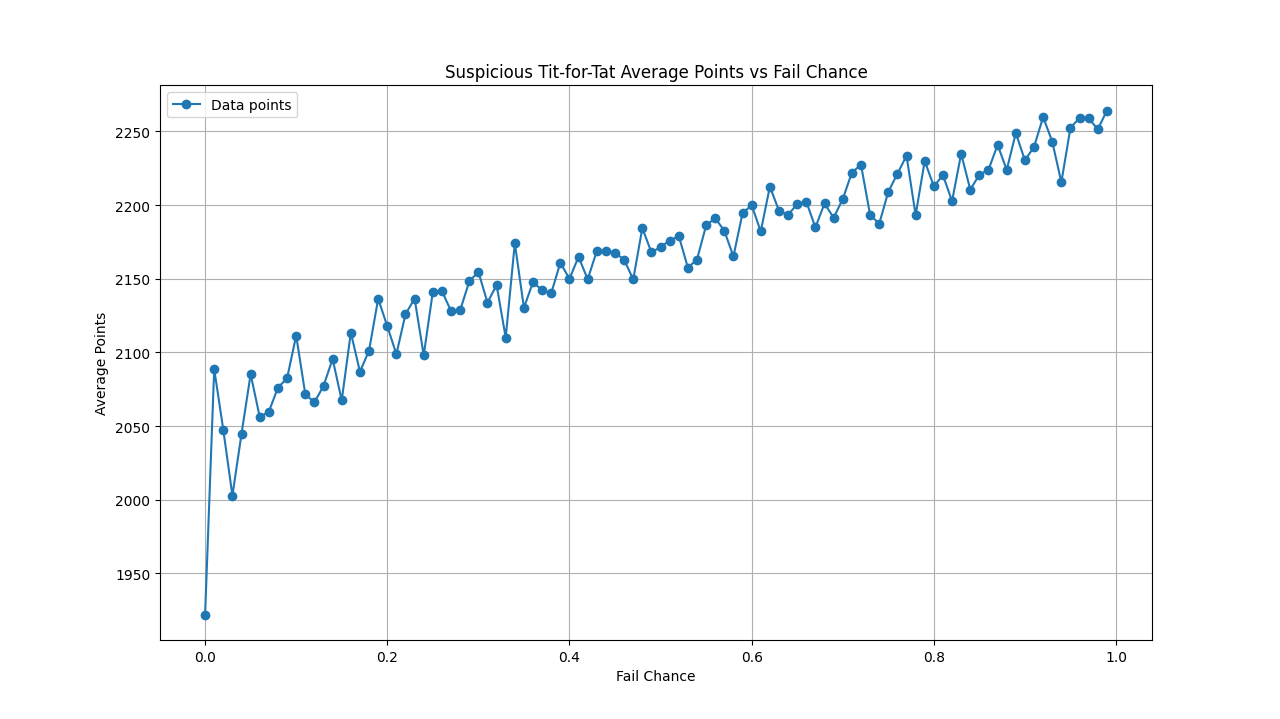 Suspicious Tit-for-Tat Average Points vs Fail Chance
Data points
2250
2200
2150
2100
2050
2000
1950
Average Points
0.0 0.2 0.4 0.6 0.8 1.0
Fail Chance